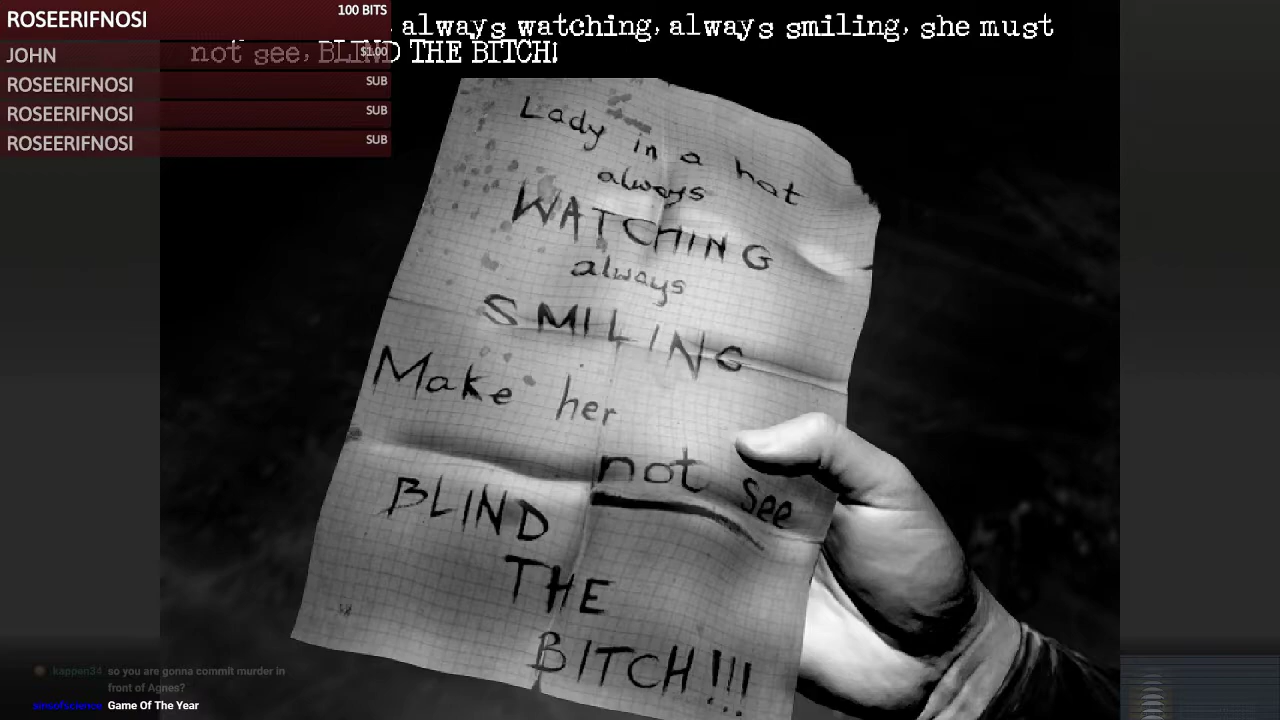 ROSEERIFNOSI 100 BITS
always watching, always smiling, she must
JOHN $1.00
not see, BLIND THE BITCH!
ROSEERIFNOSI SUB
ROSEERIFNOSI SUB
ROSEERIFNOSI SUB
Lady in a hat
always
WATCHING
always
SMILING
Make her
not see
BLIND
THE
BITCH!!!
kappen34 so you are gonna commit murder in
front of Agnes?
aimsofscience Game Of The Year